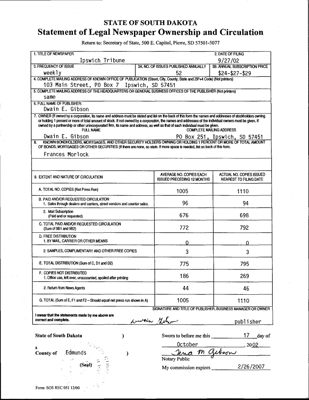 STATE OF SOUTH DAKOTA
Statement of Legal Newspaper Ownership and Circulation
Return to: Secretary of State, 500 E. Capitol, Pierre, SD 57501-5077
1. TITLE OF NEWSPAPER
2. DATE OF FILING
Ipswich Tribune
9/27/02
3. FREQUENCY OF ISSUE
3A. NO. OF ISSUES PUBLISHED ANNUALLY
3B. ANNUAL SUBSCRIPTION PRICE
weekly
52
$24-$27-$29
4. COMPLETE MAILING ADDRESS OF KNOWN OFFICE OF PUBLICATION (Street, City, County, State and ZIP+4 Code) (Not printers)
103 Main Street, PO Box 7 Ipswich, SD 57451
5. COMPLETE MAILING ADDRESS OF THE HEADQUARTERS OR GENERAL BUSINESS OFFICES OF THE PUBLISHER (Not printers)
same
6. FULL NAME OF PUBLISHER:
Dwain E. Gibson
7. OWNER (If owned by a corporation, its name and address must be stated and list on the back of this form the names and addresses of stockholders owning
or holding 1 percent or more of total amount of stock. If not owned by a corporation, the names and addresses of the individual owners must be given. If
owned by a partnership or other unincorporated firm, its name and address, as well as that of each individual must be given.
FULL NAME
COMPLETE MAILING ADDRESS
Dwain E. Gibson
PO Box 251, Ipswich, SD 57451
8. KNOWN BONDHOLDERS, MORTGAGES, AND OTHER SECURITY HOLDERS OWNING OR HOLDING 1 PERCENT OR MORE OF TOTAL AMOUNT
OF BONDS, MORTGAGES OR OTHER SECURITIES (If there are none, so state. If more space is needed, list on back of this form.
Frances Morlock
9. EXTENT AND NATURE OF CIRCULATION
AVERAGE NO. COPIES EACH ISSUED PRECEDING 12 MONTHS
ACTUAL NO. COPIES ISSUED NEAREST TO FILING DATE
A. TOTAL NO. COPIES (Net Press Run)
1005
1110
B. PAID AND/OR REQUESTED CIRCULATION
1. Sales through dealers and carriers, street vendors and counter sales
96
94
2. Mail Subscription
(Paid and or requested)
676
698
C. TOTAL PAID AND/OR REQUESTED CIRCULATION
(Sum of 9B1 and 9B2)
772
792
D. FREE DISTRIBUTION
1. BY MAIL, CARRIER OR OTHER MEANS
0
0
2. SAMPLES, COMPLIMENTARY AND OTHER FREE COPIES
3
3
E. TOTAL DISTRIBUTION (Sum of C, D1 and D2)
775
795
F. COPIES NOT DISTRIBUTED
1. Office use, left over, unaccounted, spoiled after printing
186
269
2. Return from News Agents
44
46
G. TOTAL (Sum of E, F1 and F2 - Should equal net press run shown in A)
1005
1110
SIGNATURE AND TITLE OF PUBLISHER, BUSINESS MANAGER OR OWNER
I swear that the statements made by me above are
correct and complete.
publisher
State of South Dakota )
Sworn to before me this 17 day of
October , 2002
County of Edmunds )
Tena M Gibson
Notary Public
(Seal)
My commission expires 2/26/2007